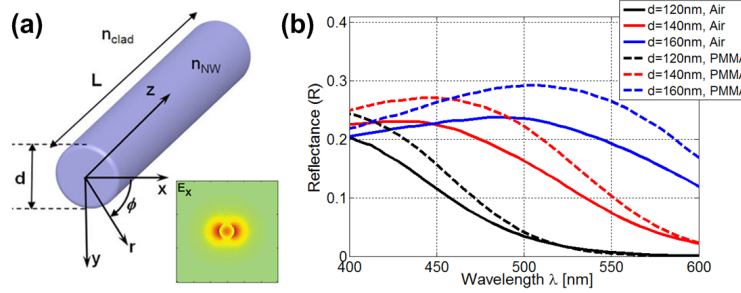 (a)
n_clad
n_NW
L
z
d
x
ϕ
r
y
E_x
(b)
d=120nm, Air
d=140nm, Air
d=160nm, Air
d=120nm, PMMA
d=140nm, PMMA
d=160nm, PMMA
Reflectance (R)
0.4
0.3
0.2
0.1
0
400
450
500
550
600
Wavelength λ [nm]